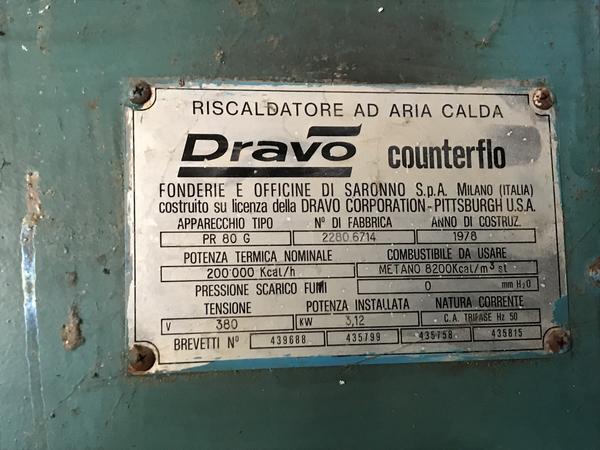 RISCALDATORE AD ARIA CALDA
Dravo counterflo
FONDERIE E OFFICINE DI SARONNO S.p.A. MILANO (ITALIA)
costruito su licenza della DRAVO CORPORATION-PITTSBURGH U.S.A.
APPARECCHIO TIPO N° DI FABBRICA ANNO DI COSTRUZ.
PR 80 G 2280.6714 1978
POTENZA TERMICA NOMINALE COMBUSTIBILE DA USARE
200'000 Kcal/h METANO 8200Kcal/m³ st
PRESSIONE SCARICO FUMI 0 mm H₂O
TENSIONE POTENZA INSTALLATA NATURA CORRENTE
V 380 KW 3,12 C.A. TRIFASE Hz 50
BREVETTI N° 439688 435799 435758 435815